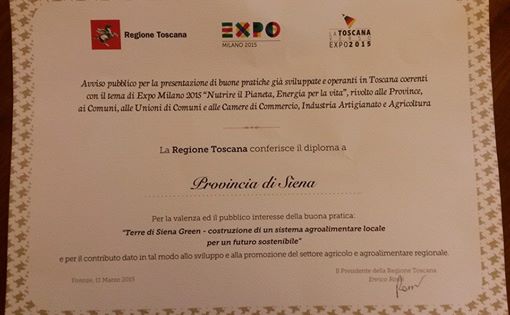 Regione Toscana
EXPO
MILANO 2015
LA TOSCANA
EXPO2015
Avviso pubblico per la presentazione di buone pratiche già sviluppate e operanti in Toscana coerenti
con il tema di Expo Milano 2015 "Nutrire il Pianeta, Energia per la vita", rivolto alle Province,
ai Comuni, alle Unioni di Comuni e alle Camere di Commercio, Industria Artigianato e Agricoltura
La Regione Toscana conferisce il diploma a
Provincia di Siena
Per la valenza ed il pubblico interesse della buona pratica:
"Terre di Siena Green - costruzione di un sistema agroalimentare locale
per un futuro sostenibile"
e per il contributo dato in tal modo allo sviluppo e alla promozione del settore agricolo e agroalimentare regionale.
Firenze, 12 Marzo 2015
Il Presidente della Regione Toscana
Enrico Rossi